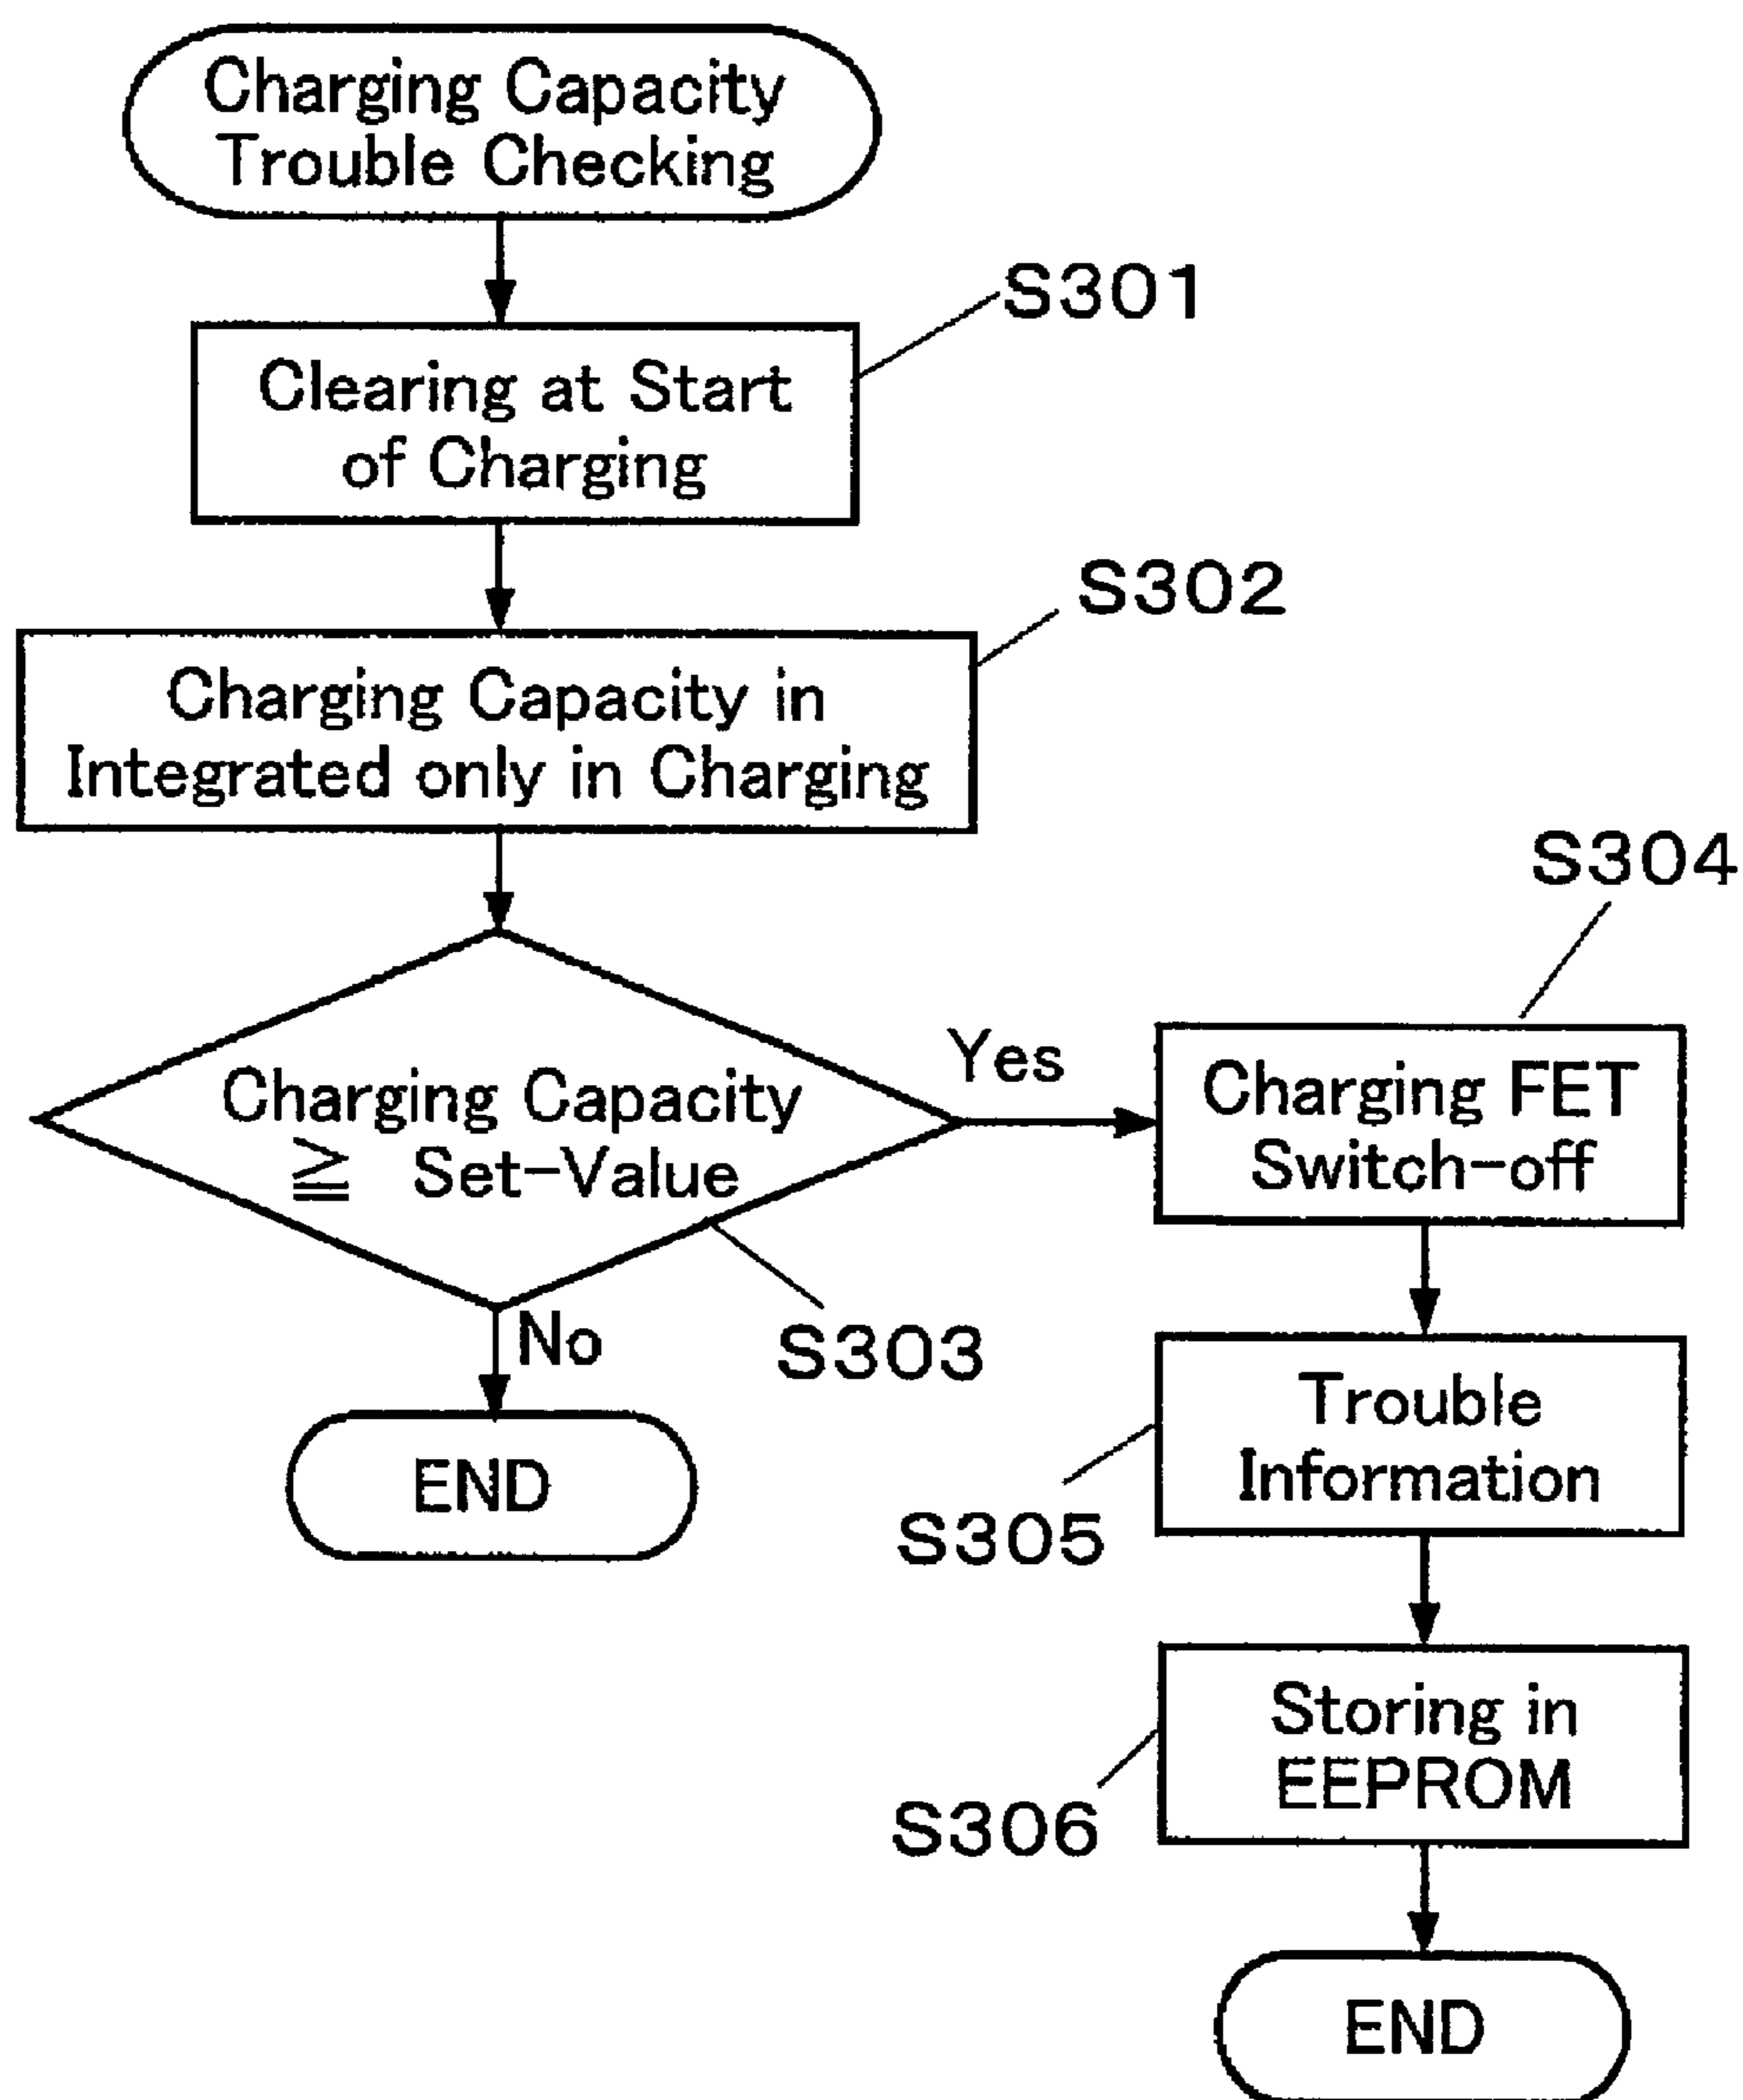 Charging Capacity
Trouble Checking
S301
Clearing at Start
of Charging
S302
Charging Capacity in
Integrated only in Charging
S304
Yes
Charging Capacity
≧ Set-Value
Charging FET
Switch-off
No
S303
END
Trouble
Information
S305
Storing in
EEPROM
S306
END